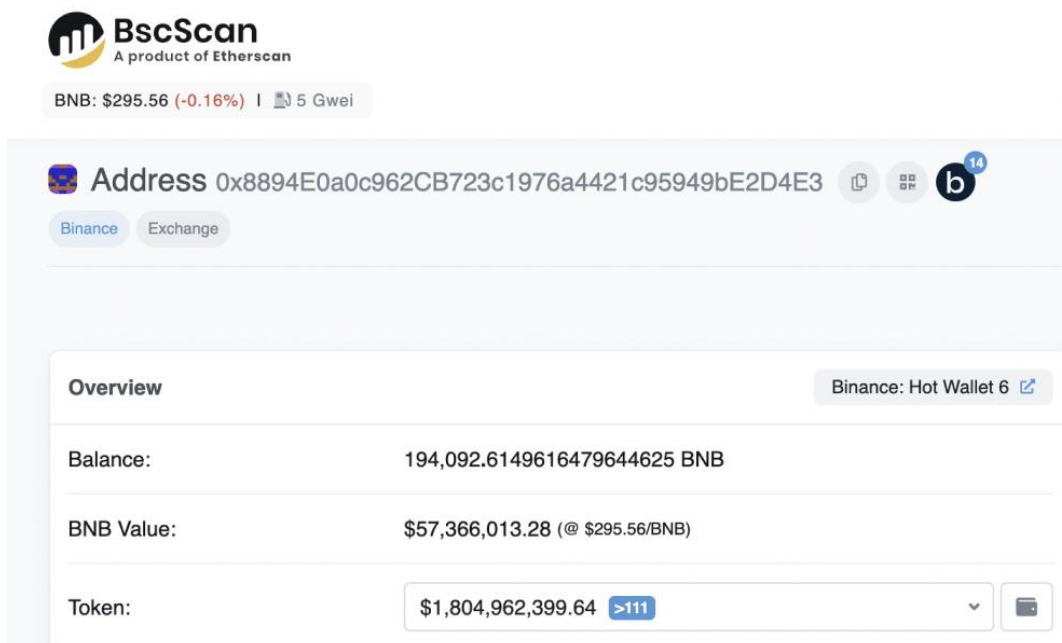 BscScan
A product of Etherscan
BNB: $295.56 (-0.16%) | 5 Gwei
Address 0x8894E0a0c962CB723c1976a4421c95949bE2D4E3 b 14
Binance Exchange
Overview Binance: Hot Wallet 6
Balance: 194,092.6149616479644625 BNB
BNB Value: $57,366,013.28 (@ $295.56/BNB)
Token: $1,804,962,399.64 >111